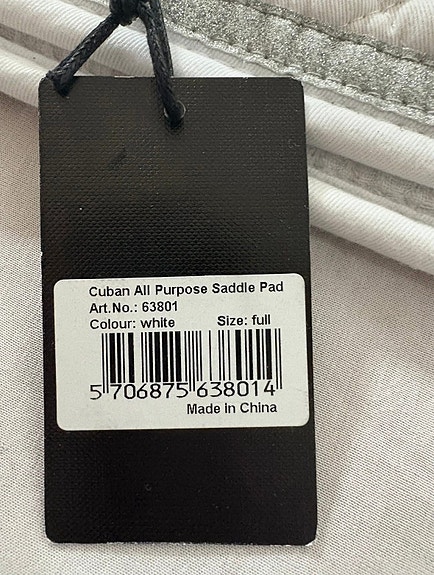 Cuban All Purpose Saddle Pad
Art.No.: 63801
Colour: white Size: full
5 706875 638014
Made in China